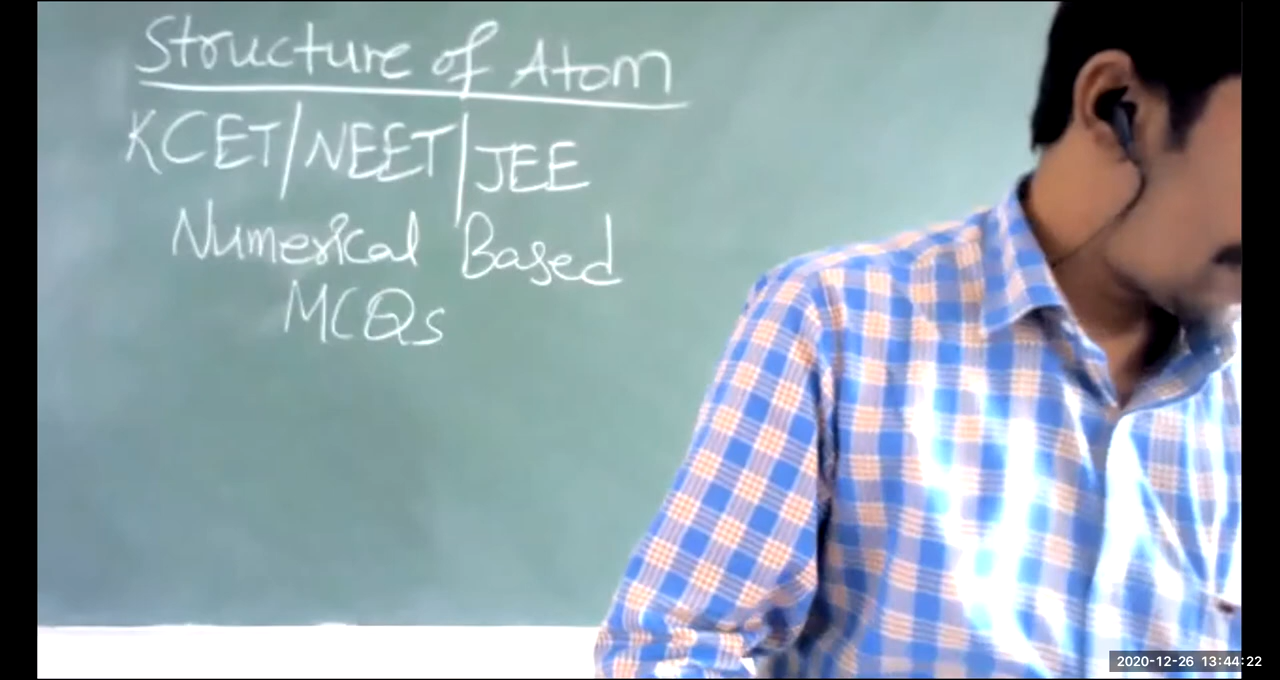 Structure of Atom
KCET/NEET/JEE
Numerical Based
MCQs
2020-12-26 13:44:22